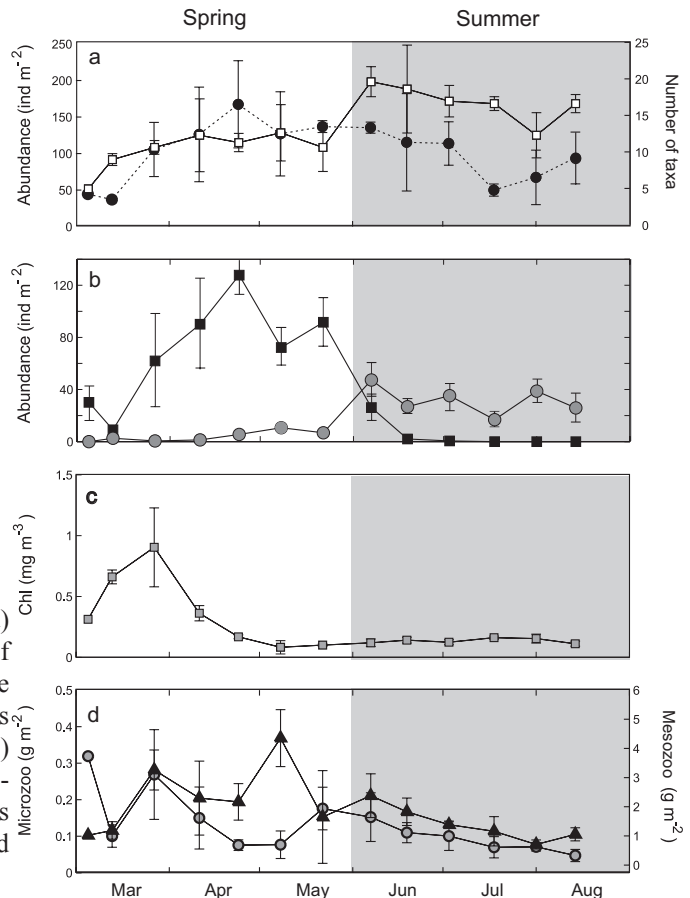 Spring Summer
a
250
200
150
100
50
0
Abundance (ind m-2)
25
20
15
10
5
0
Number of taxa
b
120
80
40
0
Abundance (ind m-2)
c
1.5
1
0.5
0
Chl (mg m-3)
)
f
e
s
)
-
s
d
d
0.5
0.4
0.3
0.2
0.1
0
Microzoo (g m-2)
6
5
4
3
2
1
0
Mesozoo (g m-2)
Mar Apr May Jun Jul Aug